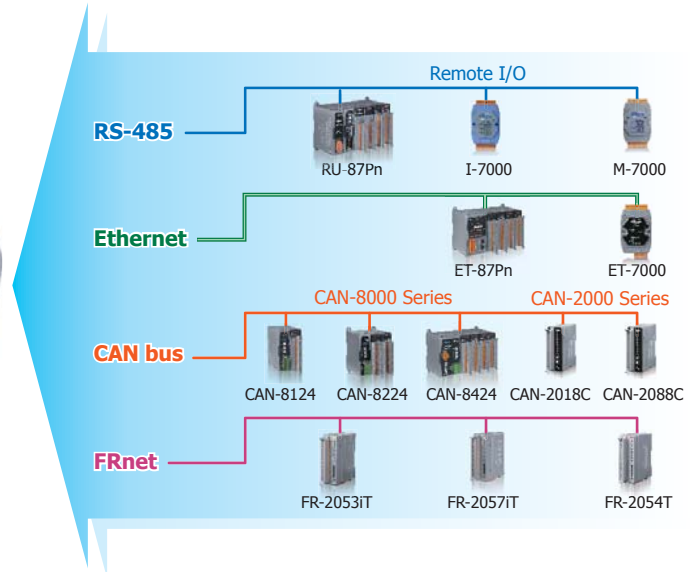 Remote I/O
RS-485
RU-87Pn I-7000 M-7000
Ethernet
ET-87Pn ET-7000
CAN-8000 Series CAN-2000 Series
CAN bus
CAN-8124 CAN-8224 CAN-8424 CAN-2018C CAN-2088C
FRnet
FR-2053iT FR-2057iT FR-2054T